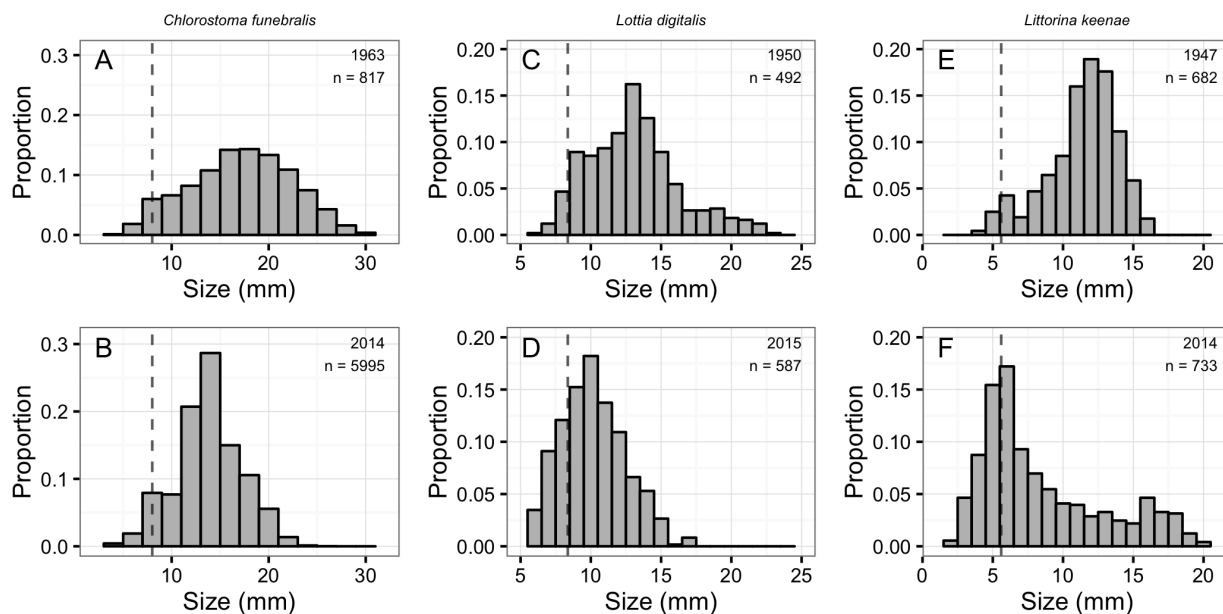 Chlorostoma funebralis
Lottia digitalis
Littorina keenae
A
1963
n = 817
Proportion
0.3
0.2
0.1
0.0
10
20
30
Size (mm)
C
1950
n = 492
Proportion
0.20
0.15
0.10
0.05
0.00
5
10
15
20
25
Size (mm)
E
1947
n = 682
Proportion
0.20
0.15
0.10
0.05
0.00
0
5
10
15
20
Size (mm)
B
2014
n = 5995
Proportion
0.3
0.2
0.1
0.0
10
20
30
Size (mm)
D
2015
n = 587
Proportion
0.20
0.15
0.10
0.05
0.00
5
10
15
20
25
Size (mm)
F
2014
n = 733
Proportion
0.20
0.15
0.10
0.05
0.00
0
5
10
15
20
Size (mm)